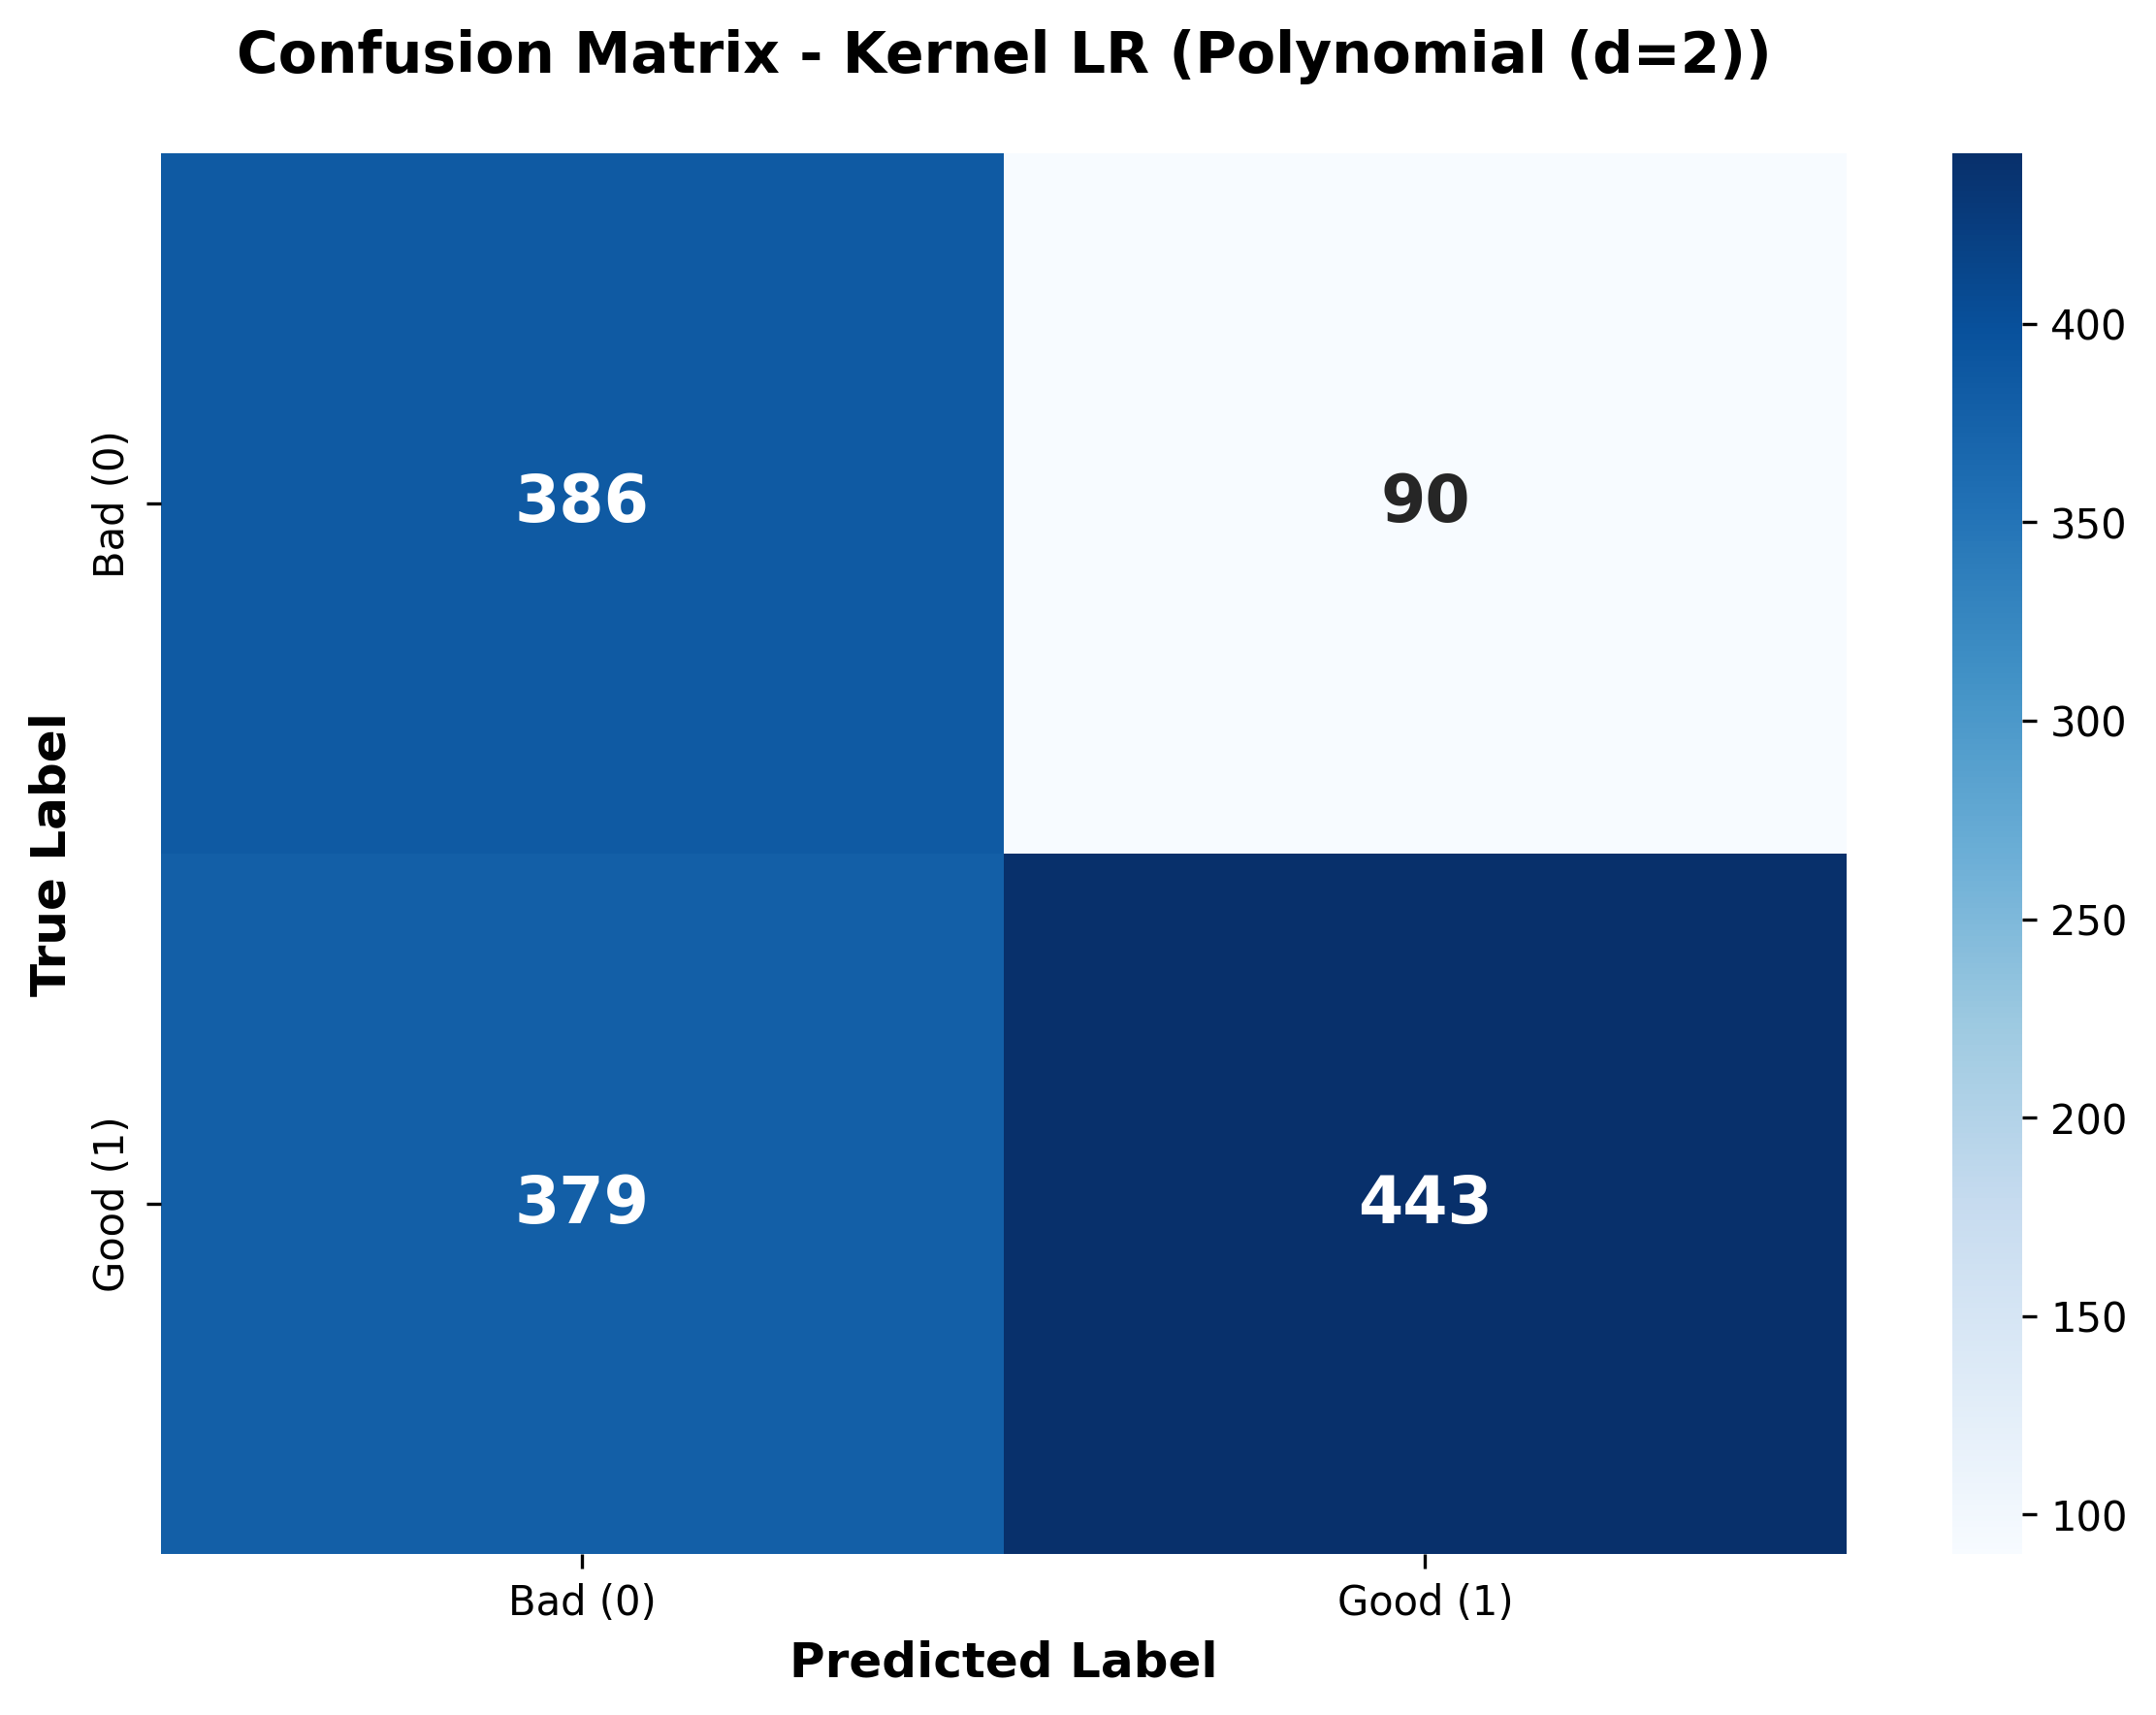 Confusion Matrix - Kernel LR (Polynomial (d=2))
True Label
Bad (0)
Good (1)
386
90
379
443
Bad (0)
Good (1)
Predicted Label
400
350
300
250
200
150
100